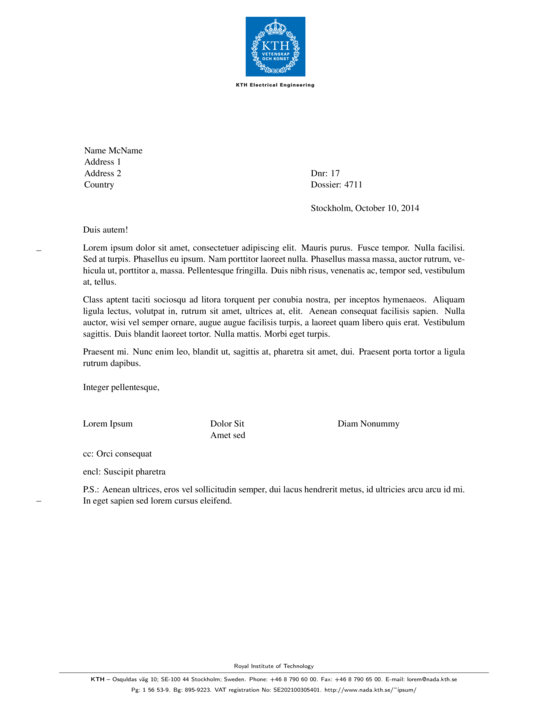 KTH
VETENSKAP
OCH KONST
KTH Electrical Engineering
Name McName
Address 1
Address 2
Country
Dnr: 17
Dossier: 4711
Stockholm, October 10, 2014
Duis autem!
Lorem ipsum dolor sit amet, consectetuer adipiscing elit. Mauris purus. Fusce tempor. Nulla facilisi.
Sed at turpis. Phasellus eu ipsum. Nam porttitor laoreet nulla. Phasellus massa massa, auctor rutrum, ve-
hicula ut, porttitor a, massa. Pellentesque fringilla. Duis nibh risus, venenatis ac, tempor sed, vestibulum
at, tellus.
Class aptent taciti sociosqu ad litora torquent per conubia nostra, per inceptos hymenaeos. Aliquam
ligula lectus, volutpat in, rutrum sit amet, ultrices at, elit. Aenean consequat facilisis sapien. Nulla
auctor, wisi vel semper ornare, augue augue facilisis turpis, a laoreet quam libero quis erat. Vestibulum
sagittis. Duis blandit laoreet tortor. Nulla mattis. Morbi eget turpis.
Praesent mi. Nunc enim leo, blandit ut, sagittis at, pharetra sit amet, dui. Praesent porta tortor a ligula
rutrum dapibus.
Integer pellentesque,
Lorem Ipsum Dolor Sit Diam Nonummy
Amet sed
cc: Orci consequat
encl: Suscipit pharetra
P.S.: Aenean ultrices, eros vel sollicitudin semper, dui lacus hendrerit metus, id ultricies arcu arcu id mi.
In eget sapien sed lorem cursus eleifend.
Royal Institute of Technology
KTH – Osquldas väg 10; SE-100 44 Stockholm; Sweden. Phone: +46 8 790 60 00. Fax: +46 8 790 65 00. E-mail: lorem@nada.kth.se
Pg: 1 56 53-9. Bg: 895-9223. VAT registration No: SE202100305401. http://www.nada.kth.se/~ipsum/